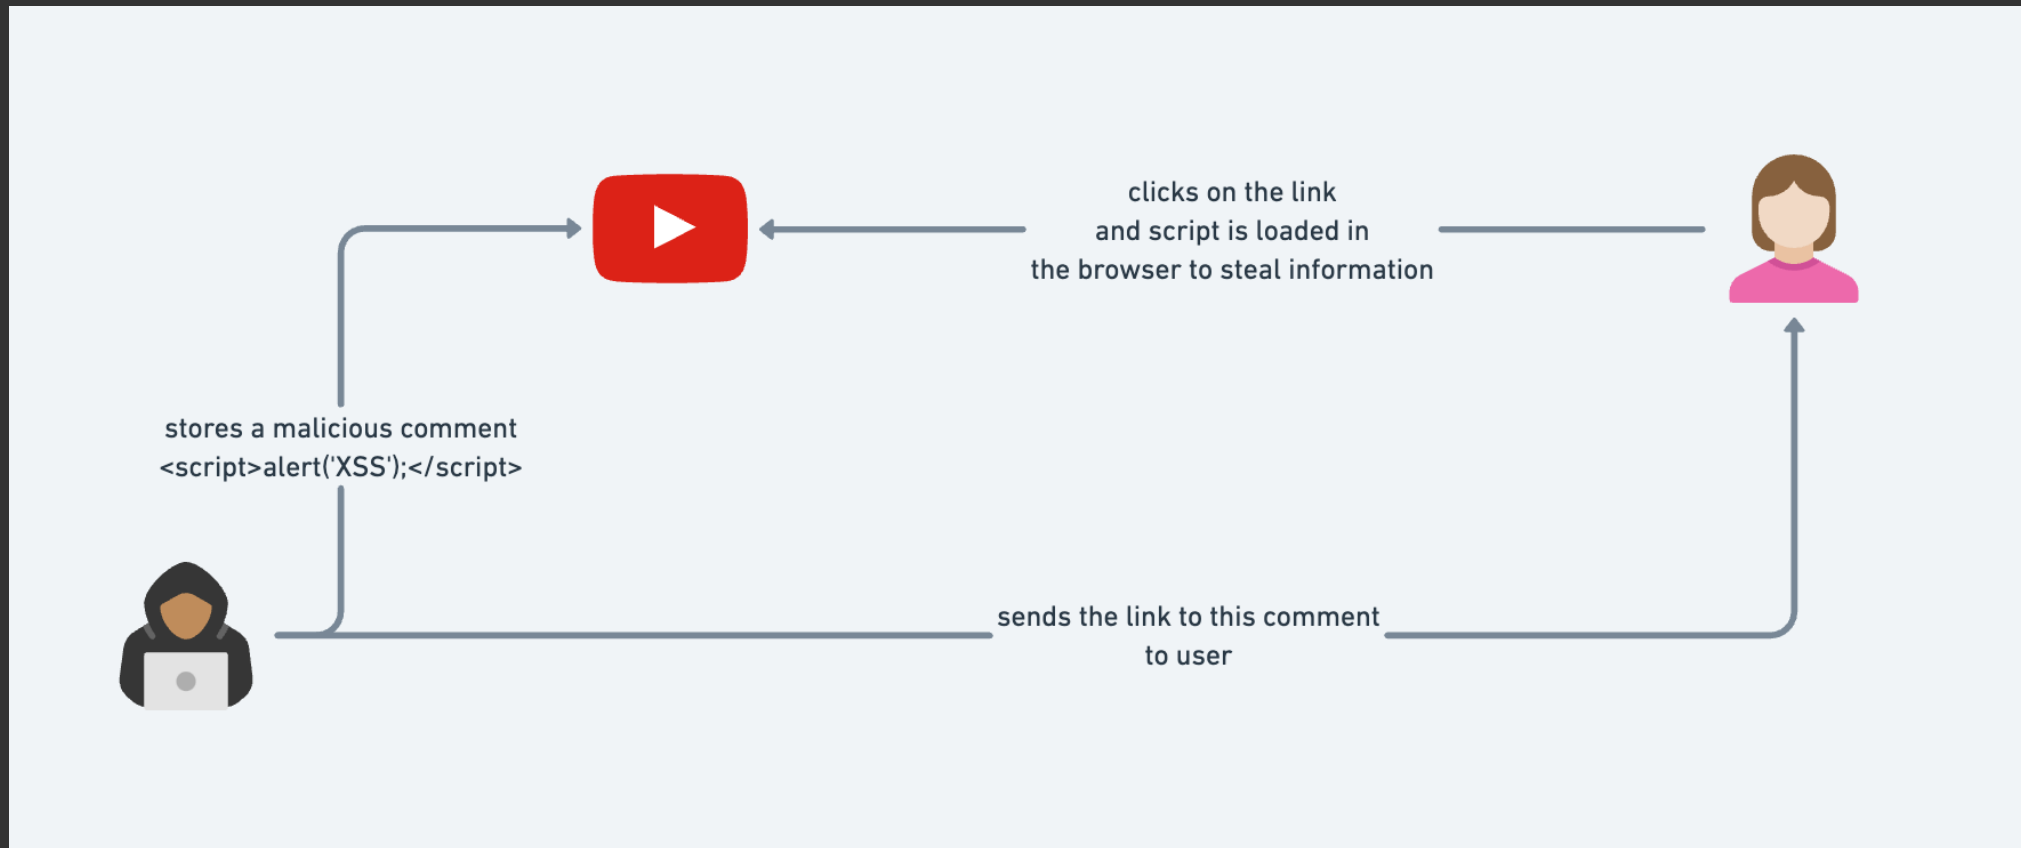 clicks on the link
and script is loaded in
the browser to steal information
stores a malicious comment
<script>alert('XSS');</script>
sends the link to this comment
to user